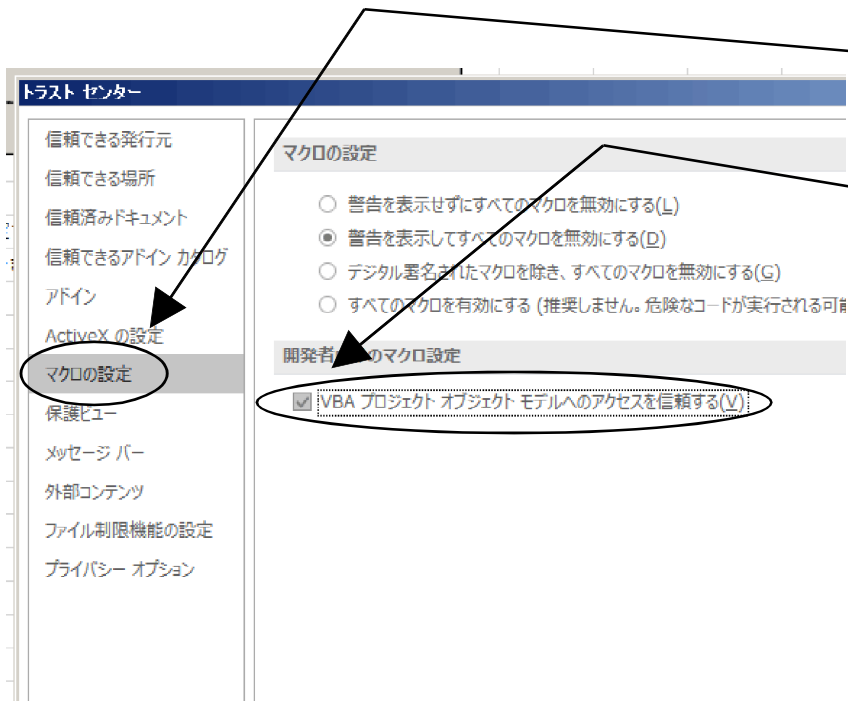 トラスト センター
信頼できる発行元
信頼できる場所
信頼済みドキュメント
信頼できるアドイン カタログ
アドイン
ActiveX の設定
マクロの設定
保護ビュー
メッセージ バー
外部コンテンツ
ファイル制限機能の設定
プライバシー オプション
マクロの設定
警告を表示せずにすべてのマクロを無効にする(L)
警告を表示してすべてのマクロを無効にする(D)
デジタル署名されたマクロを除き、すべてのマクロを無効にする(G)
すべてのマクロを有効にする (推奨しません。危険なコードが実行される可能
開発者 のマクロ設定
VBA プロジェクト オブジェクト モデルへのアクセスを信頼する(V)